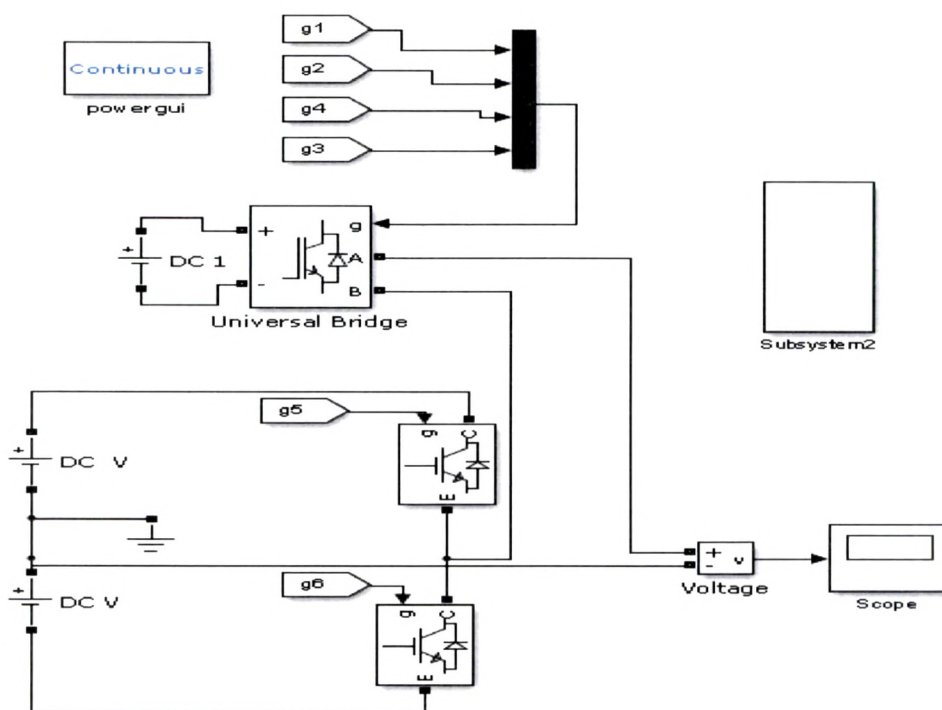 g1
Continuous
g2
powergui
g4
g3
+
g
+
DC 1
A
-
B
Universal Bridge
Subsystem2
g5
g
C
+
DC V
E
+
-
v
Voltage
Scope
g6
+
DC V
g
C
E